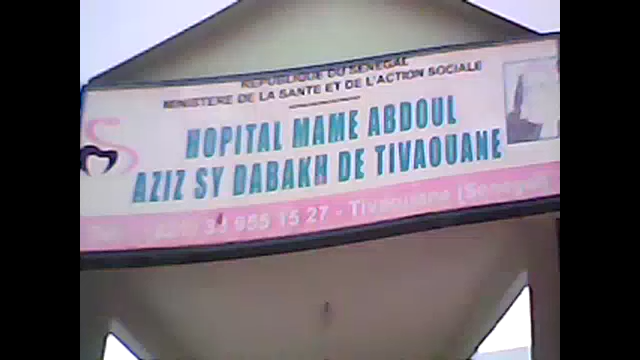 REPUBLIQUE DU SENEGAL
MINISTERE DE LA SANTE ET DE L'ACTION SOCIALE
HOPITAL MAME ABDOUL
AZIZ SY DABAKH DE TIVAOUANE
33 955 15 27 - Tivaouane (Senegal)